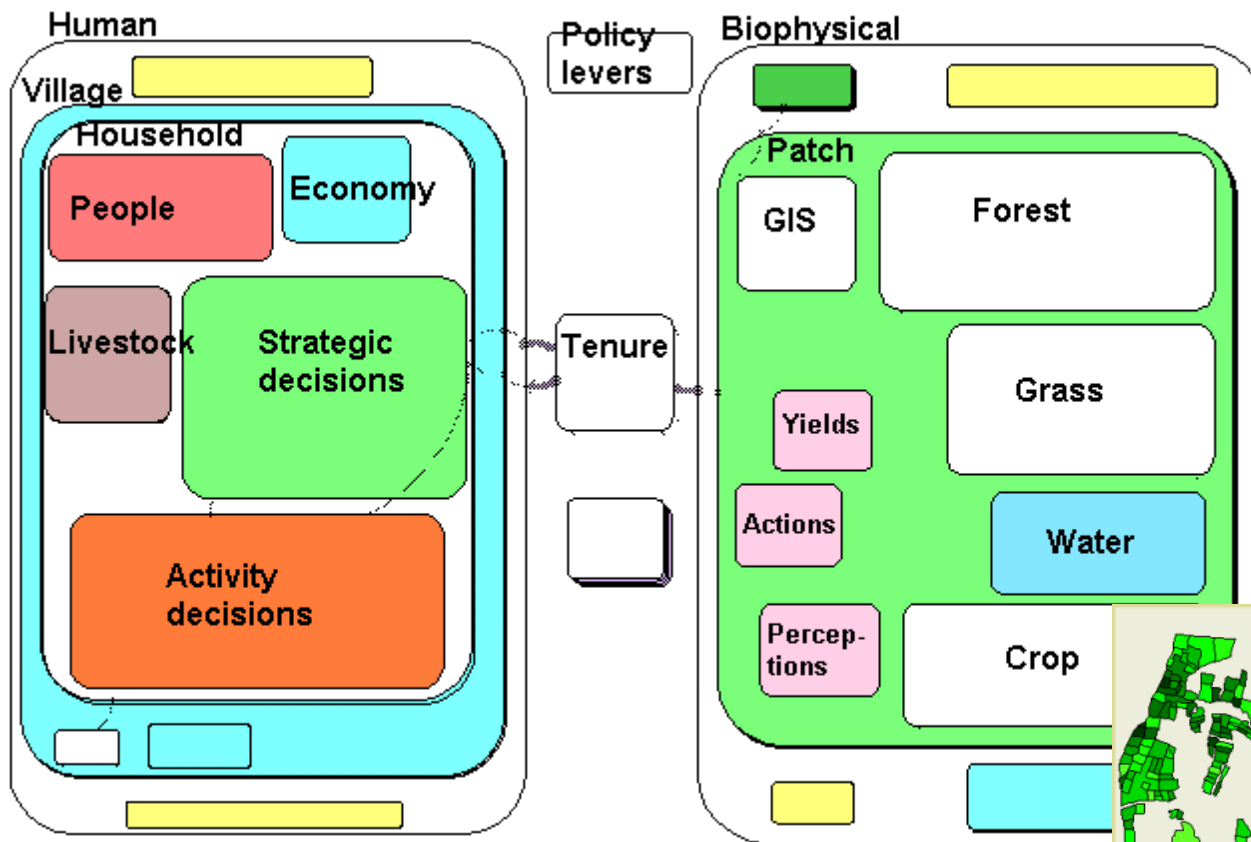 Human
Village
Household
People
Economy
Livestock
Strategic
decisions
Activity
decisions
Policy
levers
Tenure
Biophysical
Patch
GIS
Forest
Grass
Yields
Actions
Water
Percep-
tions
Crop